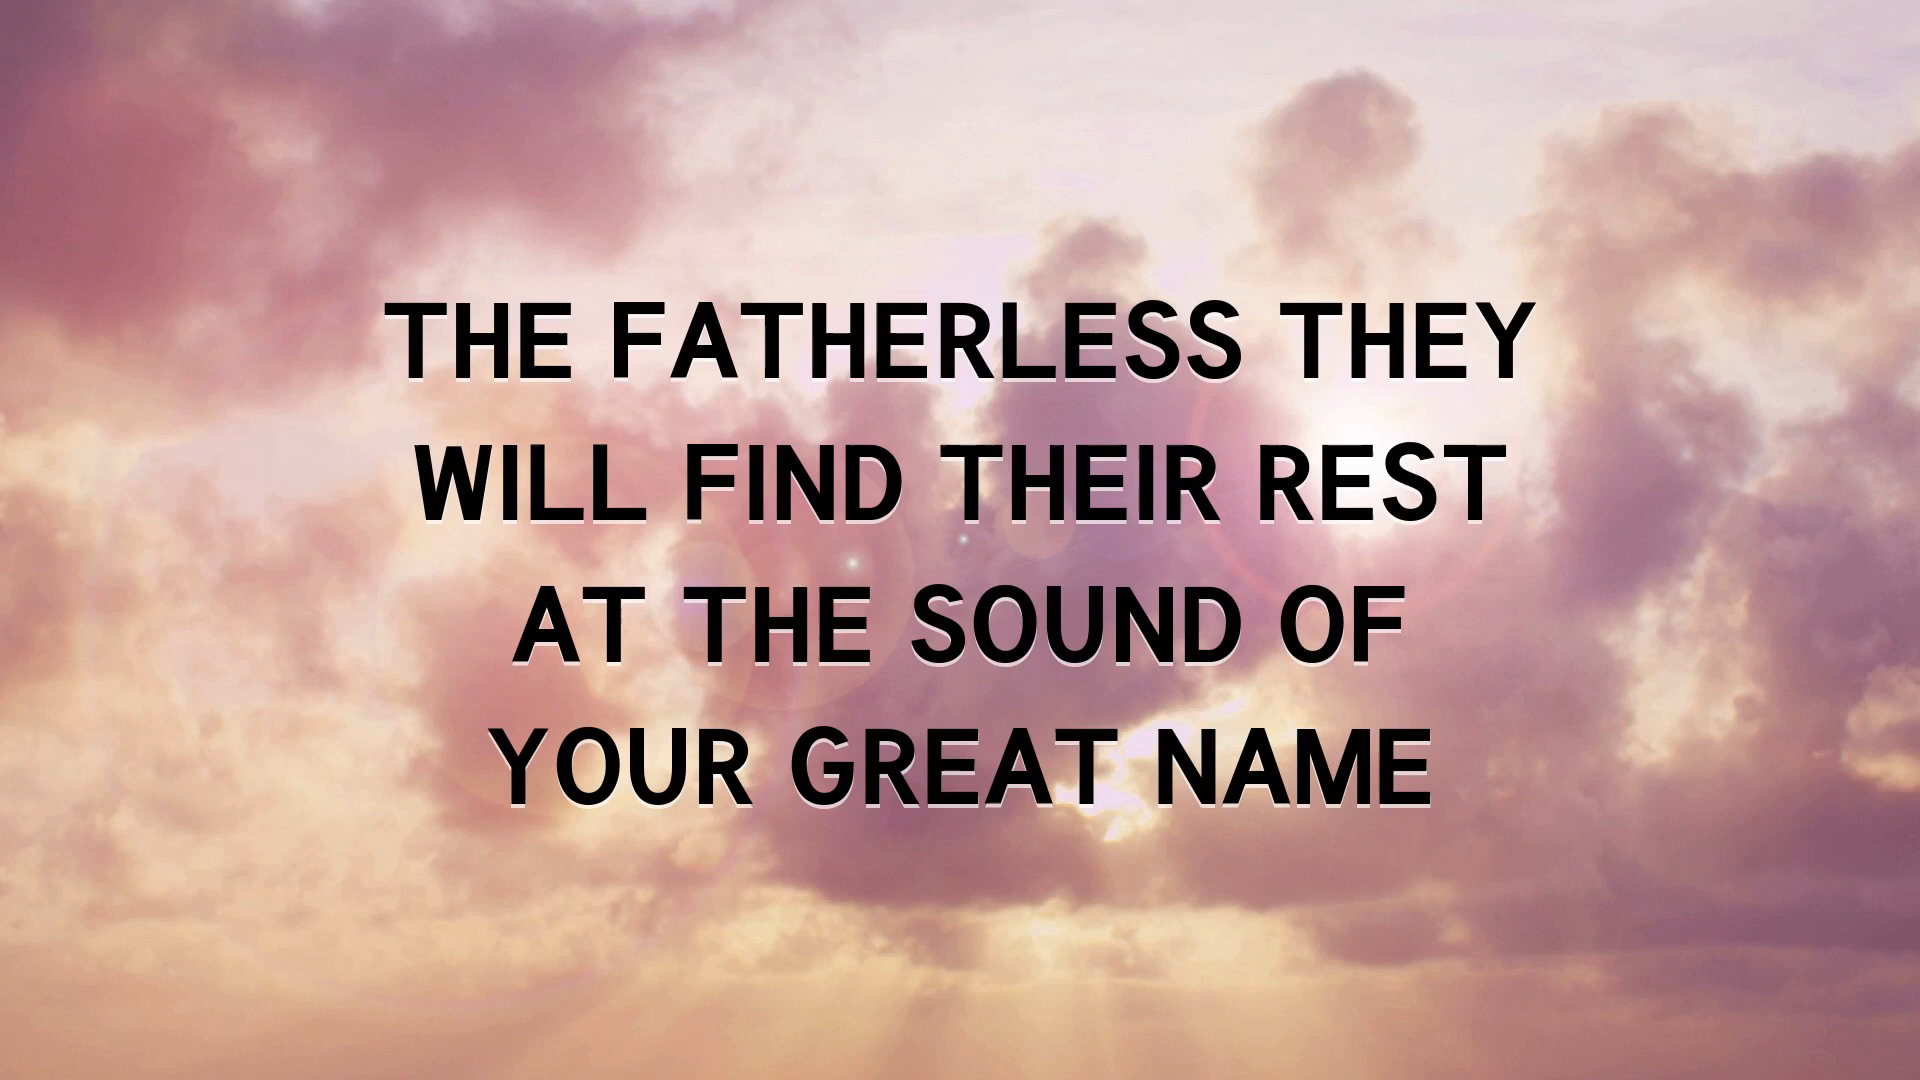 THE FATHERLESS THEY
WILL FIND THEIR REST
AT THE SOUND OF
YOUR GREAT NAME